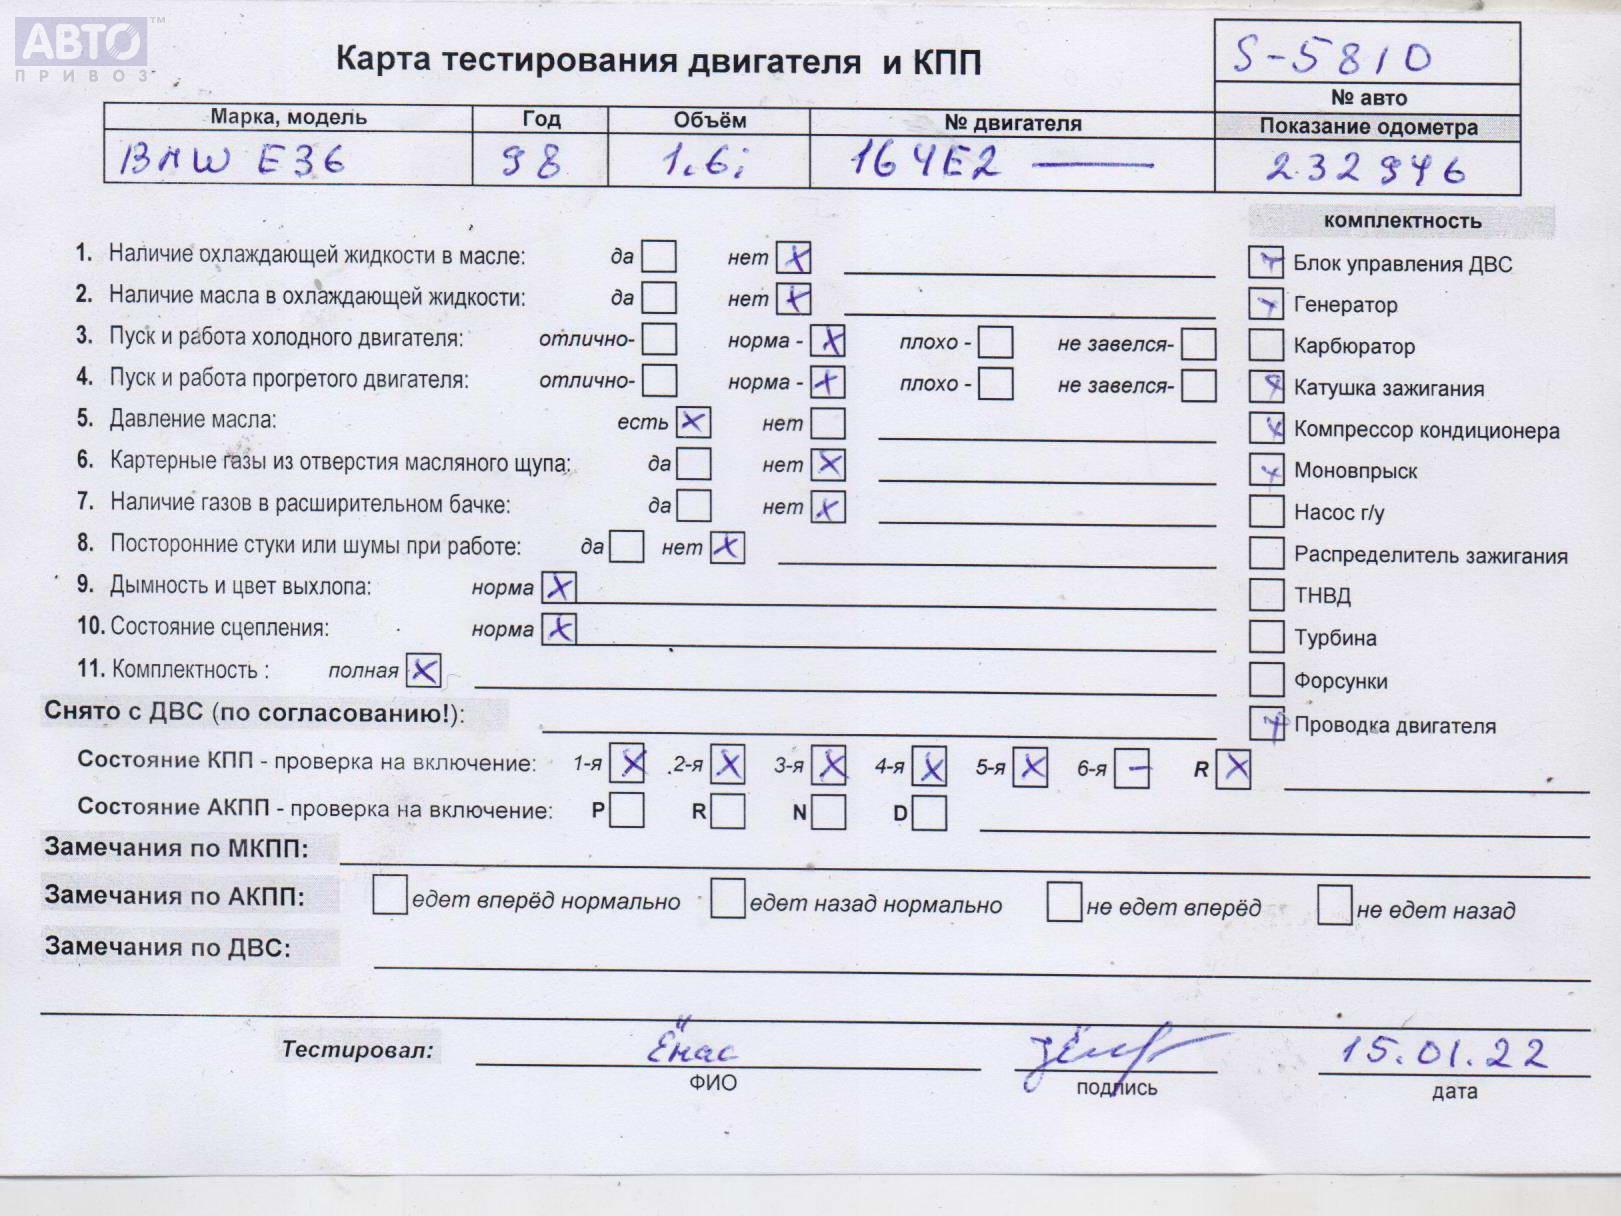 АВТО ТМ
ПРИВОЗ
Карта тестирования двигателя и КПП
S-5810
№ авто
Марка, модель Год Объём № двигателя Показание одометра
BMW E36 98 1.6i 164E2 — 232946
комплектность
1. Наличие охлаждающей жидкости в масле: да нет x
Блок управления ДВС
2. Наличие масла в охлаждающей жидкости: да нет x
Генератор
3. Пуск и работа холодного двигателя: отлично- норма - x плохо - не завелся-
Карбюратор
4. Пуск и работа прогретого двигателя: отлично- норма - x плохо - не завелся-
Катушка зажигания
5. Давление масла: есть x нет
Компрессор кондиционера
6. Картерные газы из отверстия масляного щупа: да нет x
Моновпрыск
7. Наличие газов в расширительном бачке: да нет x
Насос г/у
8. Посторонние стуки или шумы при работе: да нет x
Распределитель зажигания
9. Дымность и цвет выхлопа: норма x
ТНВД
10. Состояние сцепления: норма x
Турбина
11. Комплектность : полная x
Форсунки
Снято с ДВС (по согласованию!):
Проводка двигателя
Состояние КПП - проверка на включение: 1-я x 2-я x 3-я x 4-я x 5-я x 6-я – R x
Состояние АКПП - проверка на включение: P R N D
Замечания по МКПП:
Замечания по АКПП: едет вперёд нормально едет назад нормально не едет вперёд не едет назад
Замечания по ДВС:
Тестировал: Ёнас 15.01.22
ФИО подпись дата